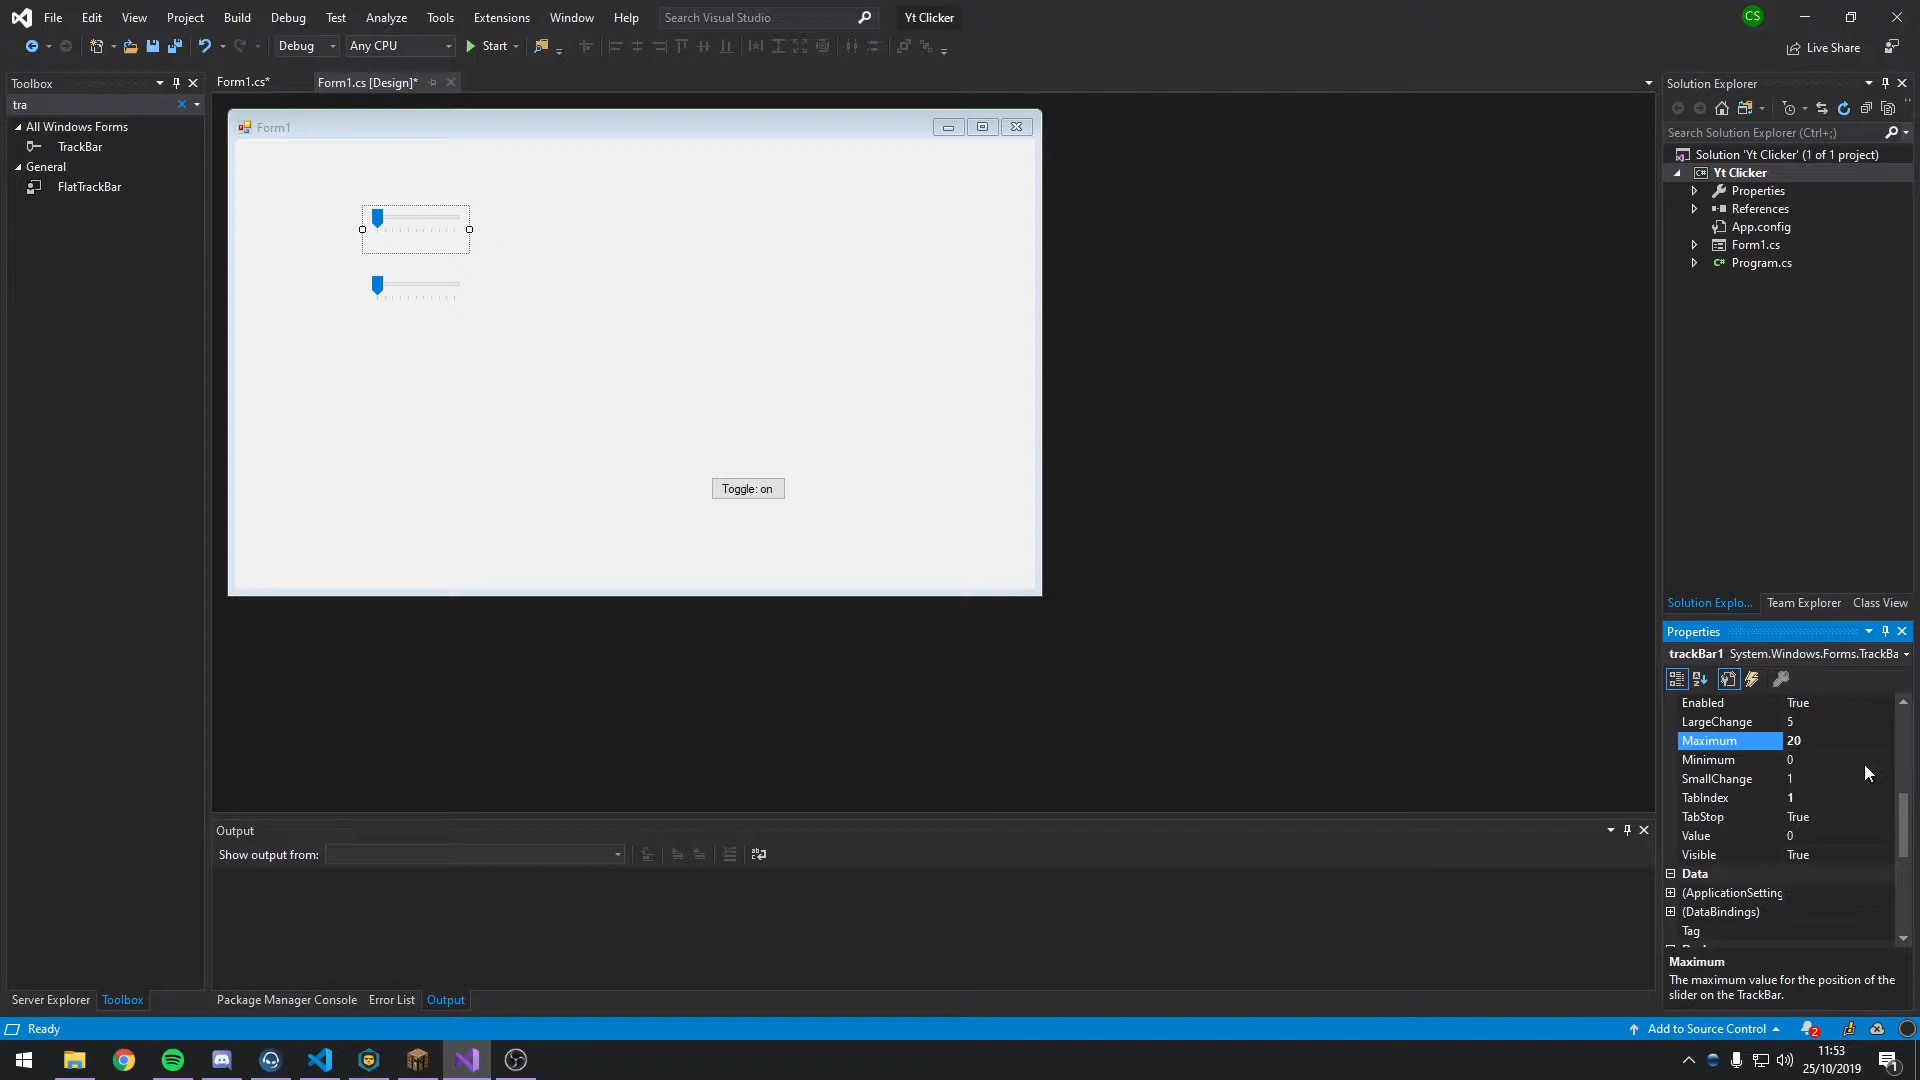 File Edit View Project Build Debug Test Analyze Tools Extensions Window Help Search Visual Studio Yt Clicker CS
Debug Any CPU Start Live Share
Toolbox
tra
All Windows Forms
TrackBar
General
FlatTrackBar
Form1.cs* Form1.cs [Design]*
Form1
Toggle: on
Output
Show output from:
Server Explorer Toolbox
Package Manager Console Error List Output
Solution Explorer
Search Solution Explorer (Ctrl+;)
Solution 'Yt Clicker' (1 of 1 project)
C# Yt Clicker
Properties
References
App.config
Form1.cs
C# Program.cs
Solution Explo... Team Explorer Class View
Properties
trackBar1 System.Windows.Forms.TrackBa
Enabled True
LargeChange 5
Maximum 20
Minimum 0
SmallChange 1
TabIndex 1
TabStop True
Value 0
Visible True
Data
(ApplicationSetting
(DataBindings)
Tag
Maximum
The maximum value for the position of the
slider on the TrackBar.
Ready Add to Source Control 2
11:53
25/10/2019
1